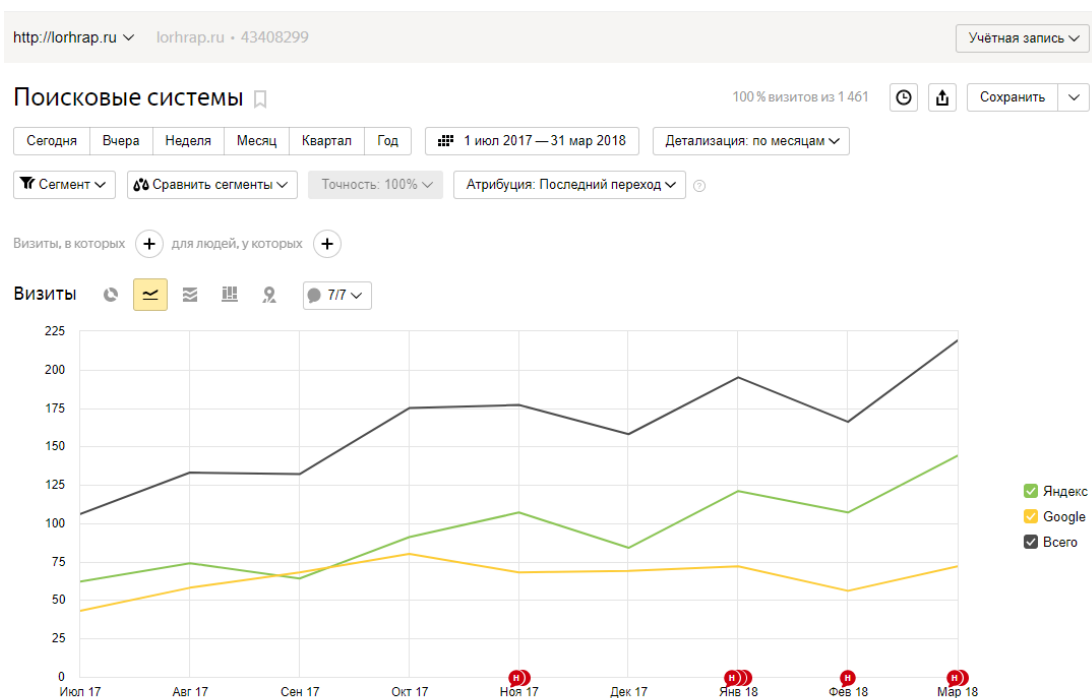 http://lorhrap.ru lorhrap.ru • 43408299 Учётная запись
Поисковые системы 100 % визитов из 1 461 Сохранить
Сегодня Вчера Неделя Месяц Квартал Год 1 июл 2017 — 31 мар 2018 Детализация: по месяцам
Сегмент Сравнить сегменты Точность: 100% Атрибуция: Последний переход ?
Визиты, в которых + для людей, у которых +
Визиты 7/7
225
200
175
150
125
100
75
50
25
0
Яндекс
Google
Всего
Н Н Н Н
Июл 17 Авг 17 Сен 17 Окт 17 Ноя 17 Дек 17 Янв 18 Фев 18 Мар 18